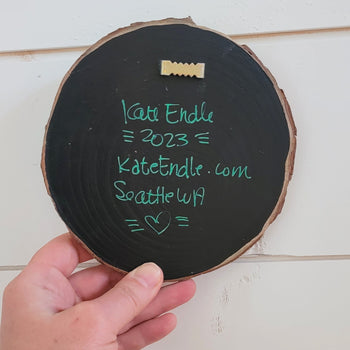 Kate Endle
= 2023 =
KateEndle.com
Seattle WA
= ♡ =